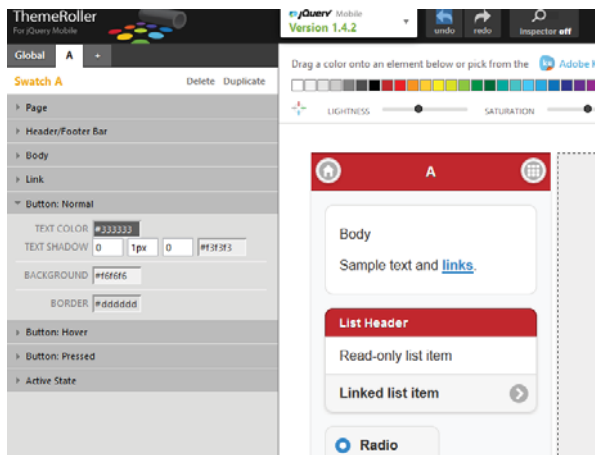 ThemeRoller
For jQuery Mobile
jQuery Mobile
Version 1.4.2
undo
redo
Inspector off
Global
A
+
Swatch A
Delete
Duplicate
Page
Header/Footer Bar
Body
Link
Button: Normal
TEXT COLOR #333333
TEXT SHADOW 0 1px 0 #f3f3f3
BACKGROUND #f6f6f6
BORDER #dddddd
Button: Hover
Button: Pressed
Active State
Drag a color onto an element below or pick from the
Adobe
LIGHTNESS
SATURATION
A
Body
Sample text and links.
List Header
Read-only list item
Linked list item
Radio